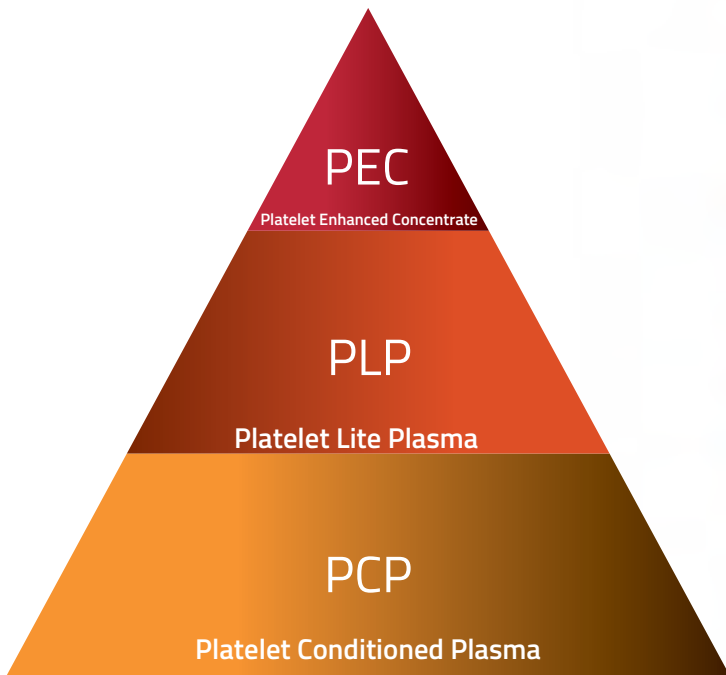 PEC
Platelet Enhanced Concentrate
PLP
Platelet Lite Plasma
PCP
Platelet Conditioned Plasma